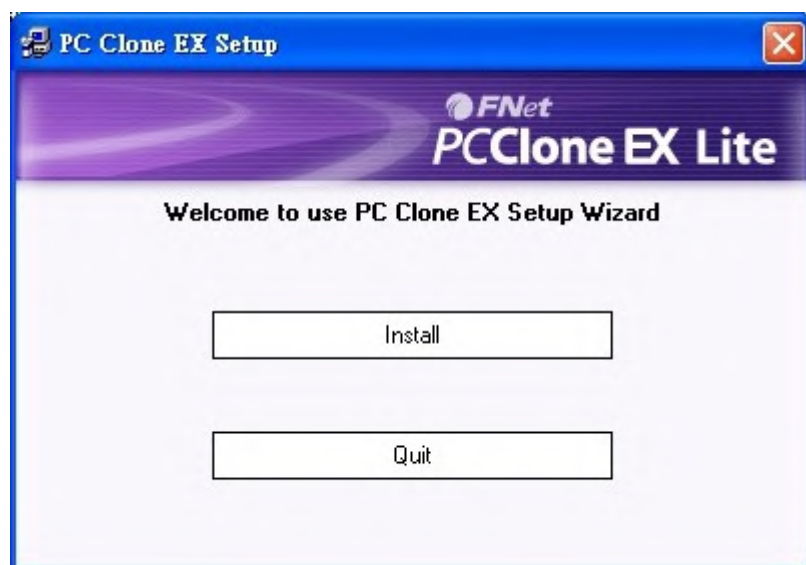 PC Clone EX Setup
FNet
PCClone EX Lite
Welcome to use PC Clone EX Setup Wizard
Install
Quit